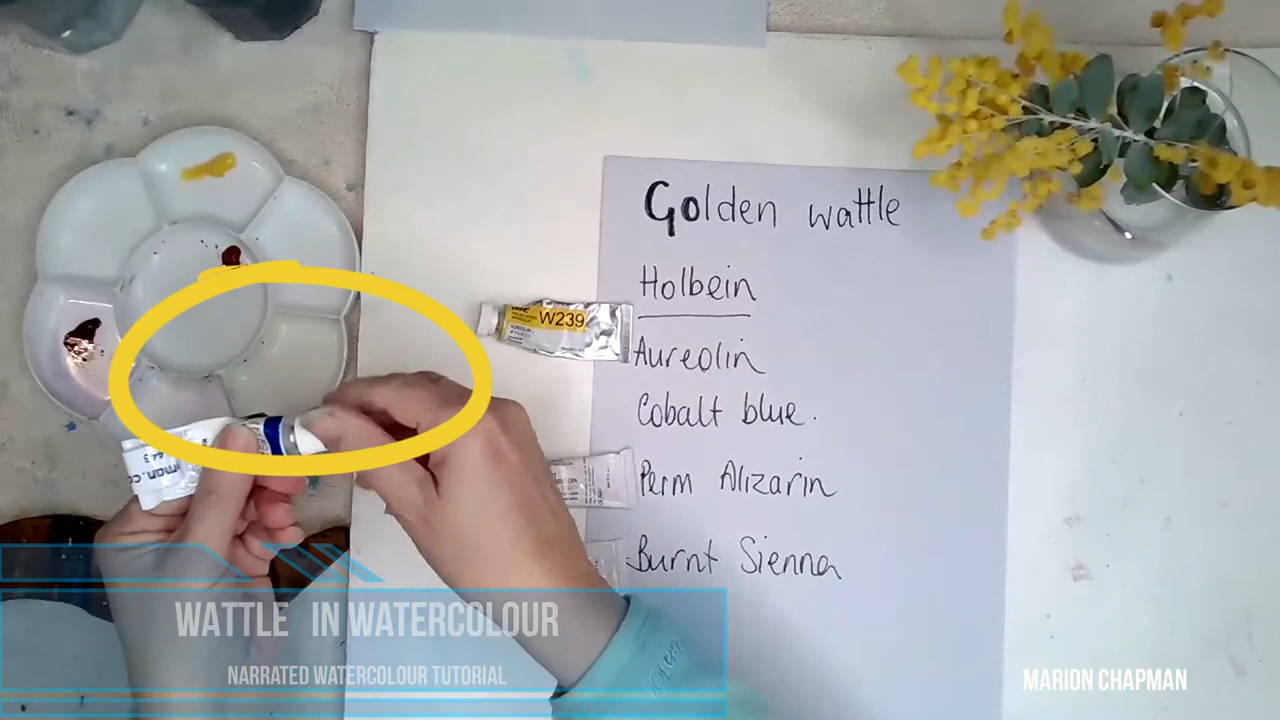 Golden wattle
Holbein
W239
Aureolin
Cobalt blue.
Perm Alizarin
Burnt Sienna
WATTLE IN WATERCOLOUR
NARRATED WATERCOLOUR TUTORIAL
MARION CHAPMAN